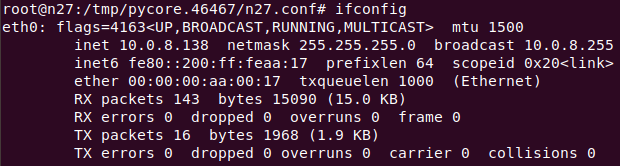 root@n27:/tmp/pycore.46467/n27.conf# ifconfig
eth0: flags=4163<UP,BROADCAST,RUNNING,MULTICAST>  mtu 1500
        inet 10.0.8.138  netmask 255.255.255.0  broadcast 10.0.8.255
        inet6 fe80::200:ff:feaa:17  prefixlen 64  scopeid 0x20<link>
        ether 00:00:00:aa:00:17  txqueuelen 1000  (Ethernet)
        RX packets 143  bytes 15090 (15.0 KB)
        RX errors 0  dropped 0  overruns 0  frame 0
        TX packets 16  bytes 1968 (1.9 KB)
        TX errors 0  dropped 0 overruns 0  carrier 0  collisions 0